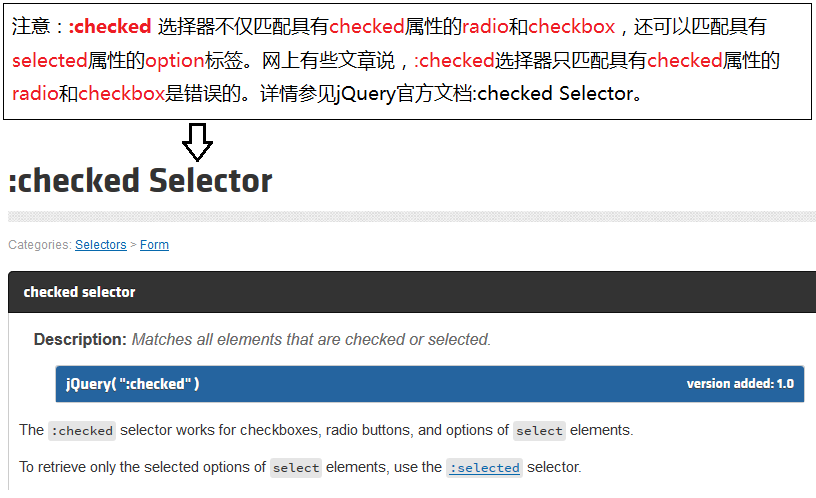 注意：:checked 选择器不仅匹配具有checked属性的radio和checkbox，还可以匹配具有
selected属性的option标签。网上有些文章说，:checked选择器只匹配具有checked属性的
radio和checkbox是错误的。详情参见jQuery官方文档:checked Selector。
:checked Selector
Categories: Selectors > Form
checked selector
Description: Matches all elements that are checked or selected.
jQuery( ":checked" ) version added: 1.0
The :checked selector works for checkboxes, radio buttons, and options of select elements.
To retrieve only the selected options of select elements, use the :selected selector.